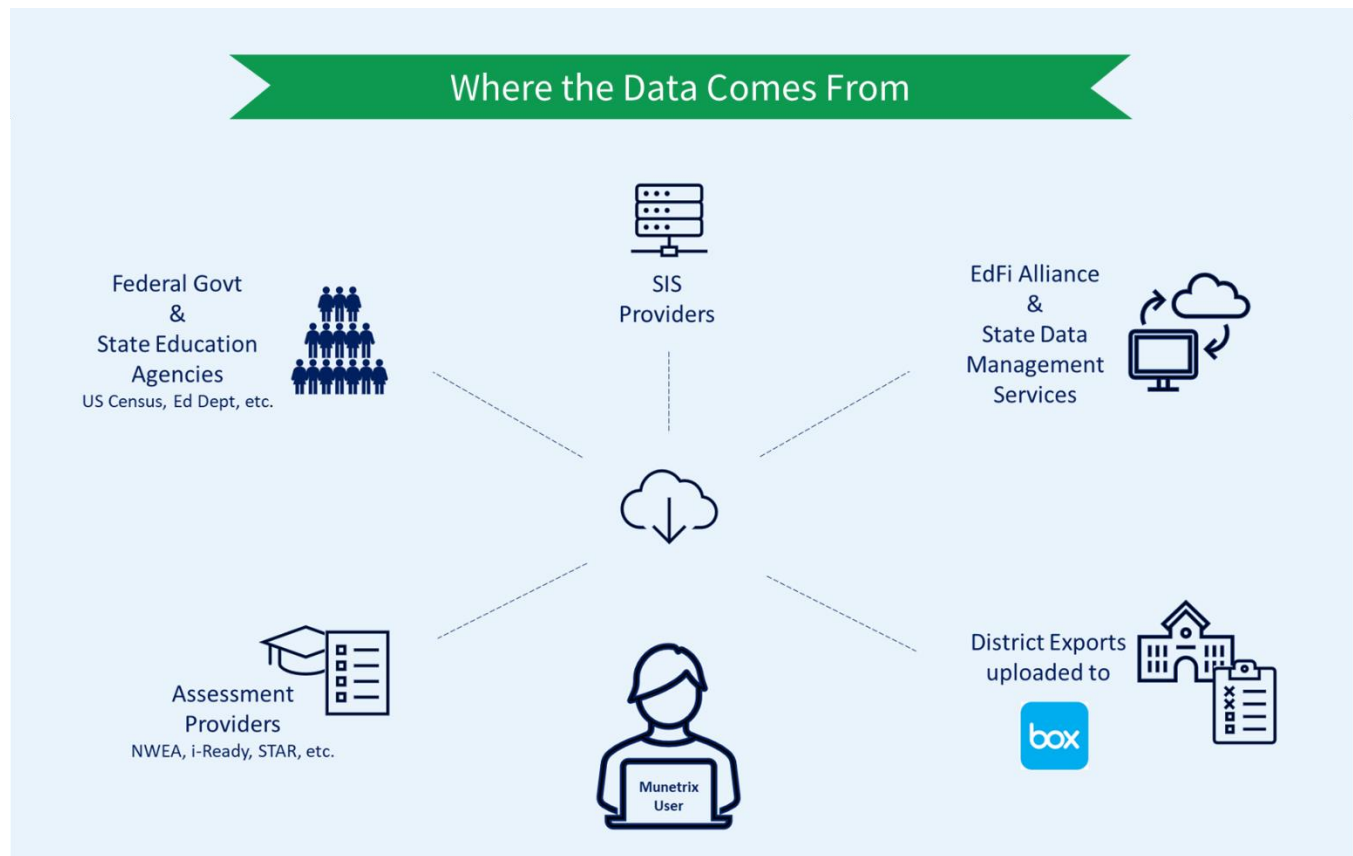 Where the Data Comes From
SIS
Providers
Federal Govt
&
State Education
Agencies
US Census, Ed Dept, etc.
EdFi Alliance
&
State Data
Management
Services
Assessment
Providers
NWEA, i-Ready, STAR, etc.
Munetrix
User
District Exports
uploaded to
box